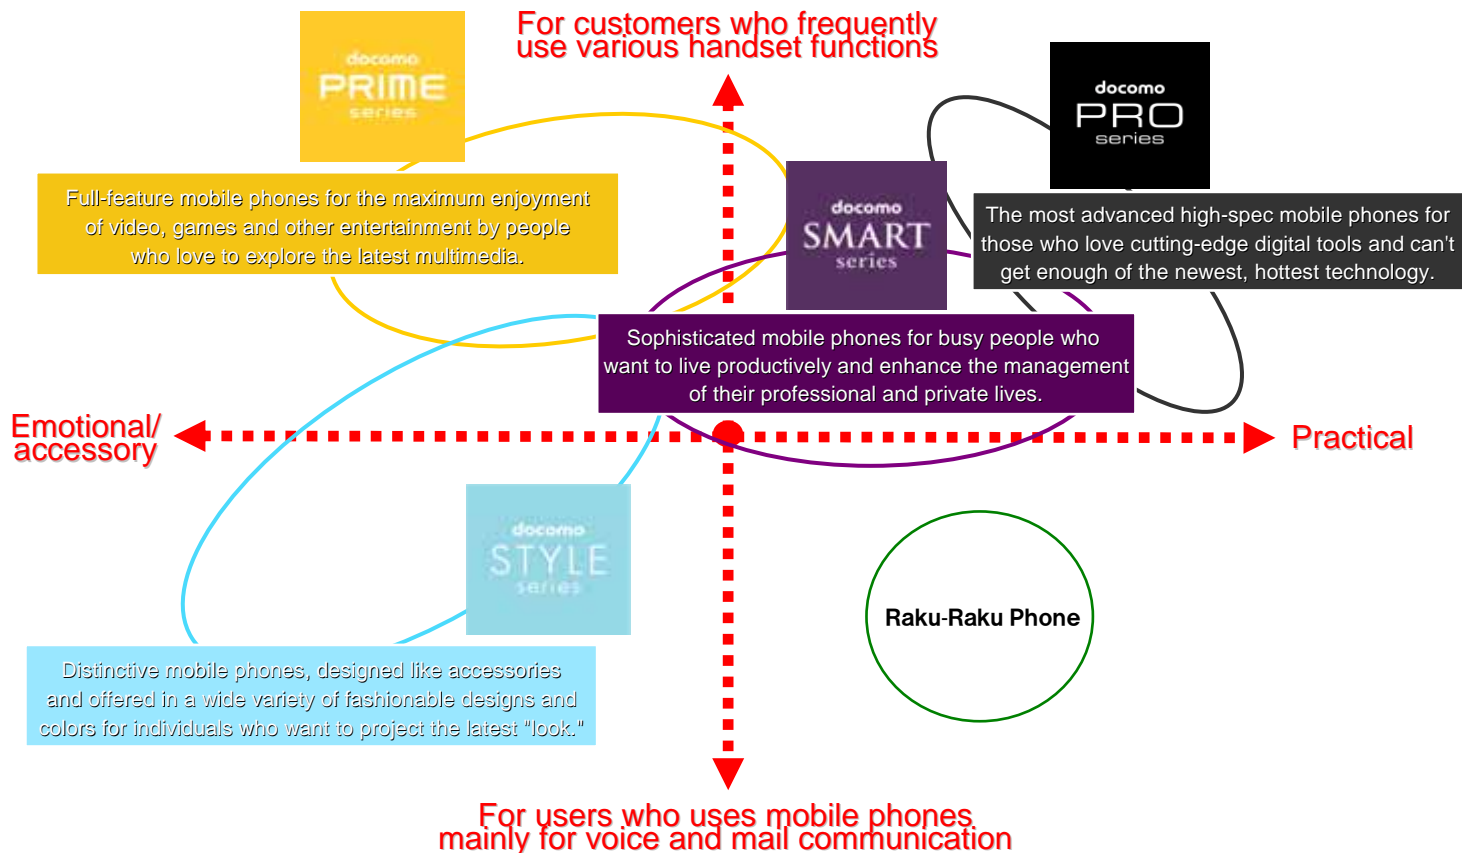 For customers who frequently
use various handset functions
docomo
PRIME
series
docomo
PRO
series
Full-feature mobile phones for the maximum enjoyment
of video, games and other entertainment by people
who love to explore the latest multimedia.
docomo
SMART
series
The most advanced high-spec mobile phones for
those who love cutting-edge digital tools and can't
get enough of the newest, hottest technology.
Sophisticated mobile phones for busy people who
want to live productively and enhance the management
of their professional and private lives.
Emotional/
accessory
Practical
docomo
STYLE
series
Raku-Raku Phone
Distinctive mobile phones, designed like accessories
and offered in a wide variety of fashionable designs and
colors for individuals who want to project the latest "look."
For users who uses mobile phones
mainly for voice and mail communication